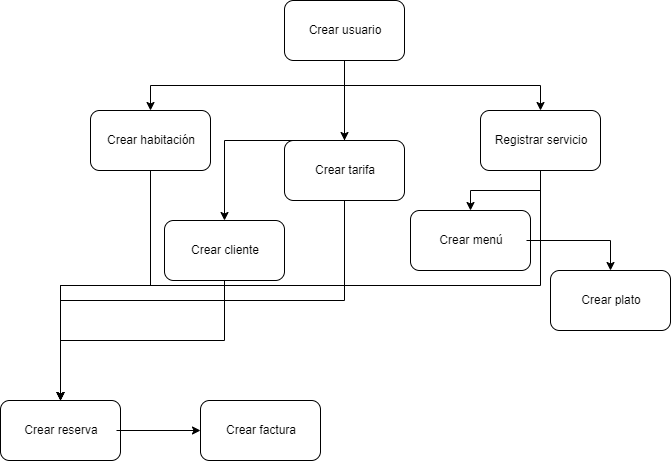 Crear usuario
Crear habitación
Registrar servicio
Crear tarifa
Crear cliente
Crear menú
Crear plato
Crear reserva
Crear factura